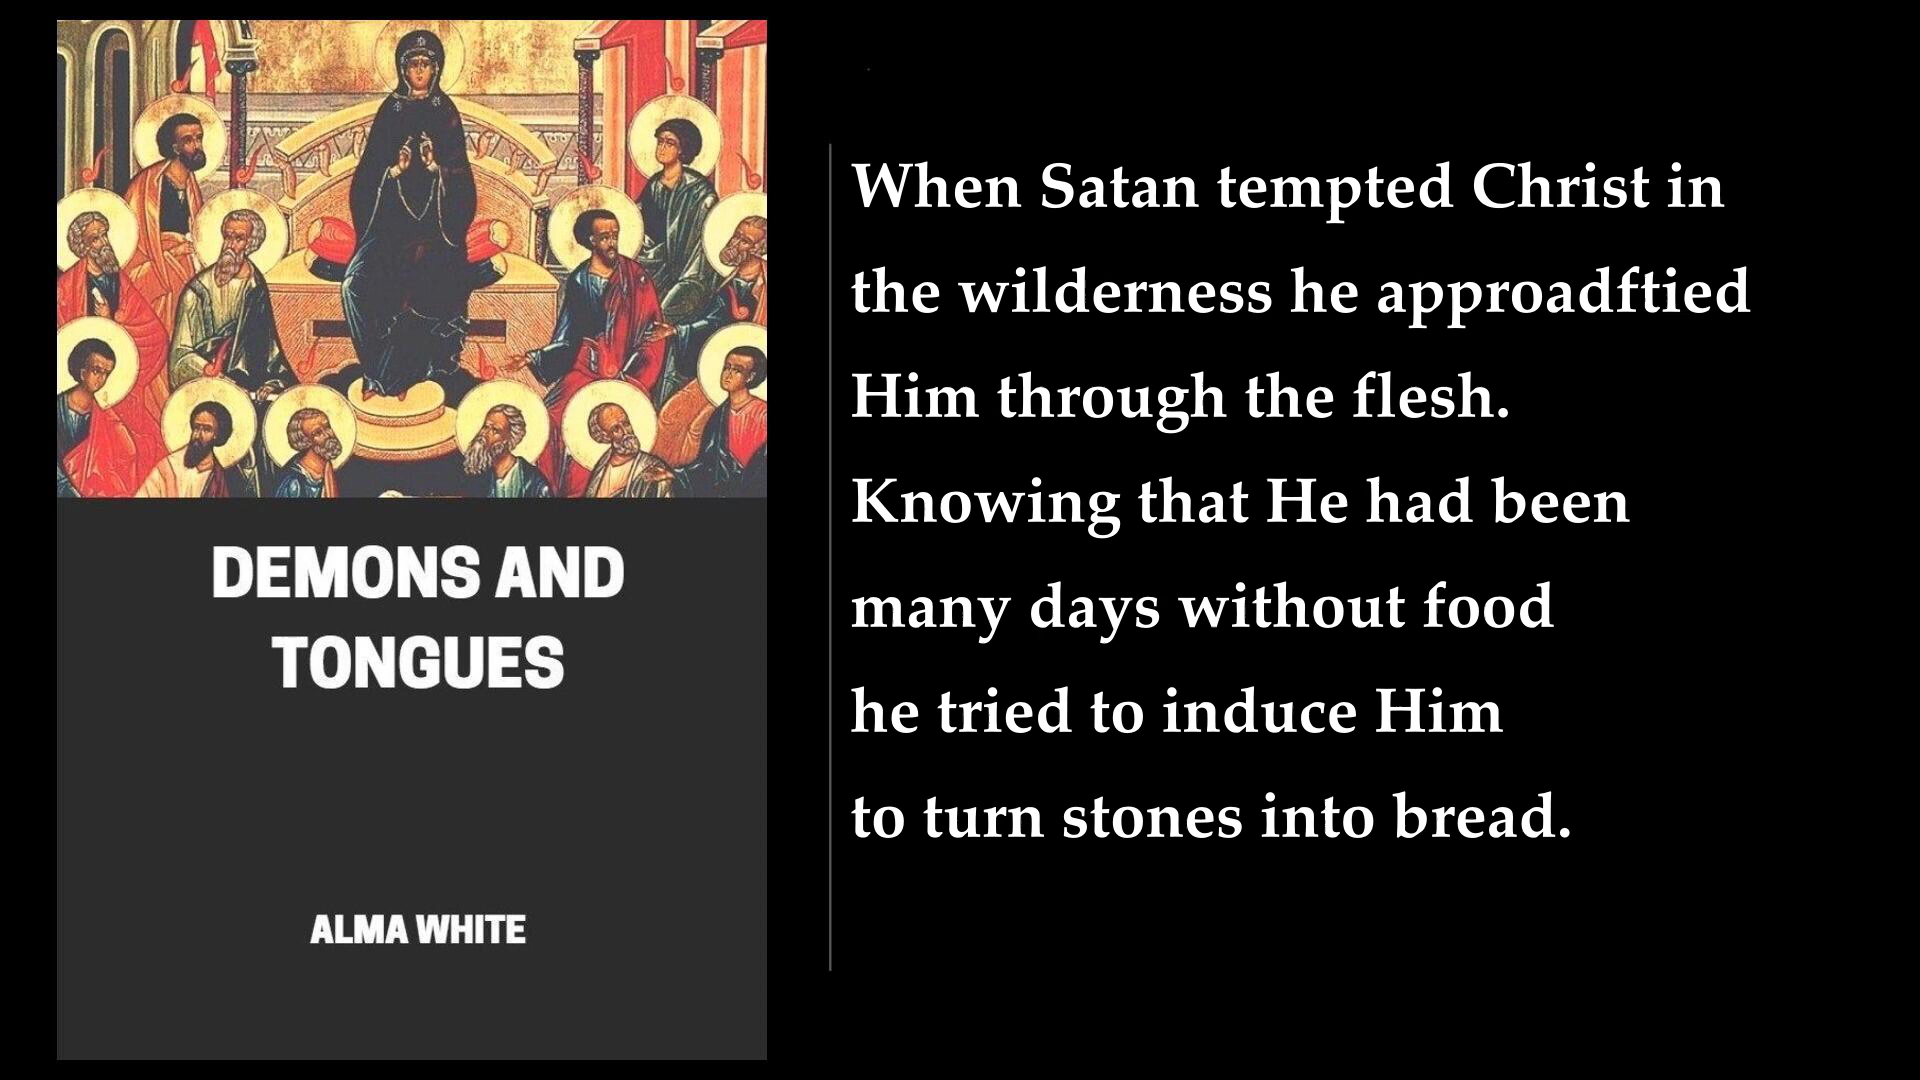 DEMONS AND
TONGUES
ALMA WHITE
When Satan tempted Christ in
the wilderness he approadftied
Him through the flesh.
Knowing that He had been
many days without food
he tried to induce Him
to turn stones into bread.